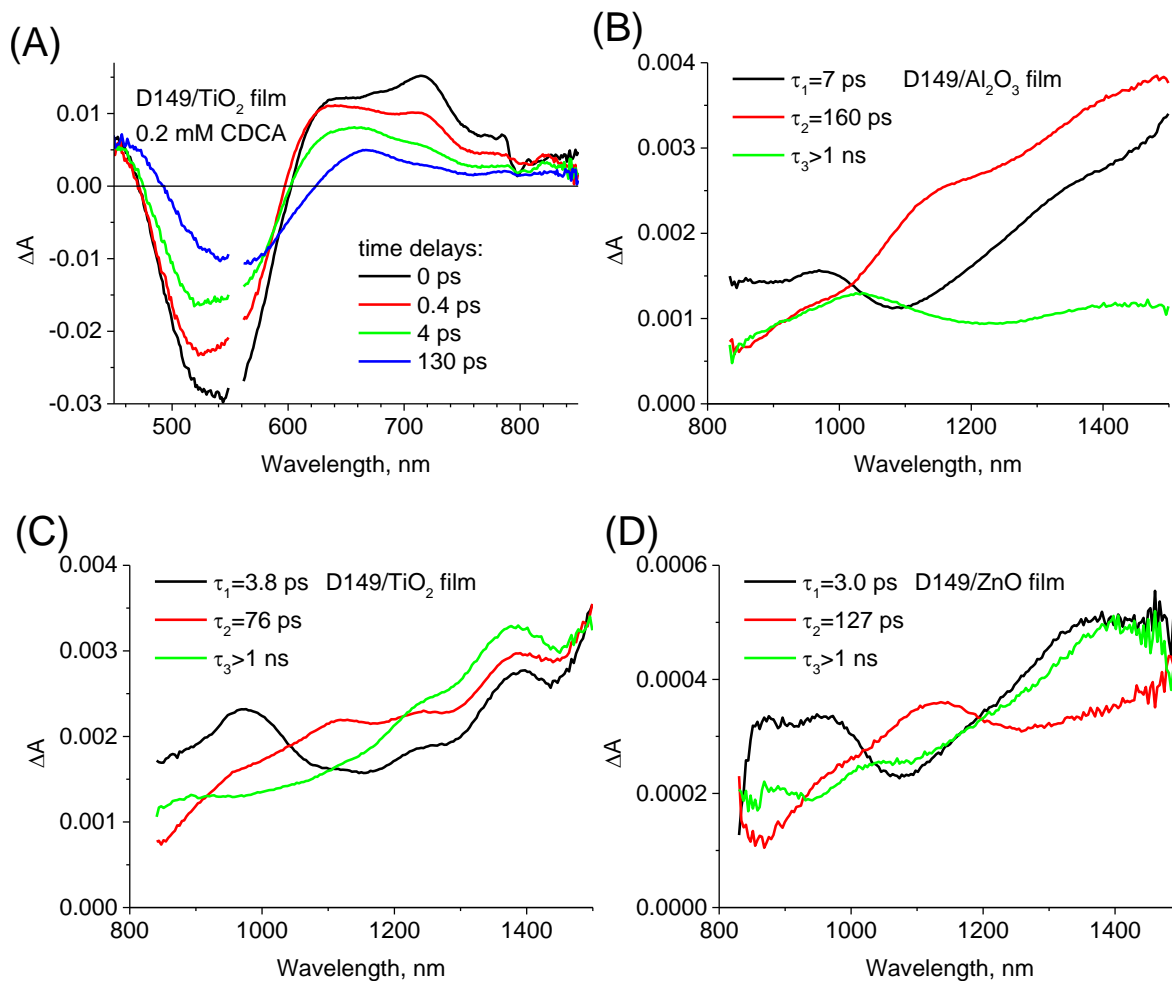 (A)
D149/TiO₂ film
0.2 mM CDCA
0.01
0.00
-0.01
-0.02
-0.03
ΔA
time delays:
0 ps
0.4 ps
4 ps
130 ps
500 600 700 800
Wavelength, nm
(B)
τ₁=7 ps D149/Al₂O₃ film
τ₂=160 ps
τ₃>1 ns
0.004
0.003
0.002
0.001
0.000
ΔA
800 1000 1200 1400
Wavelength, nm
(C)
τ₁=3.8 ps D149/TiO₂ film
τ₂=76 ps
τ₃>1 ns
0.004
0.003
0.002
0.001
0.000
ΔA
800 1000 1200 1400
Wavelength, nm
(D)
τ₁=3.0 ps D149/ZnO film
τ₂=127 ps
τ₃>1 ns
0.0006
0.0004
0.0002
0.0000
ΔA
800 1000 1200 1400
Wavelength, nm